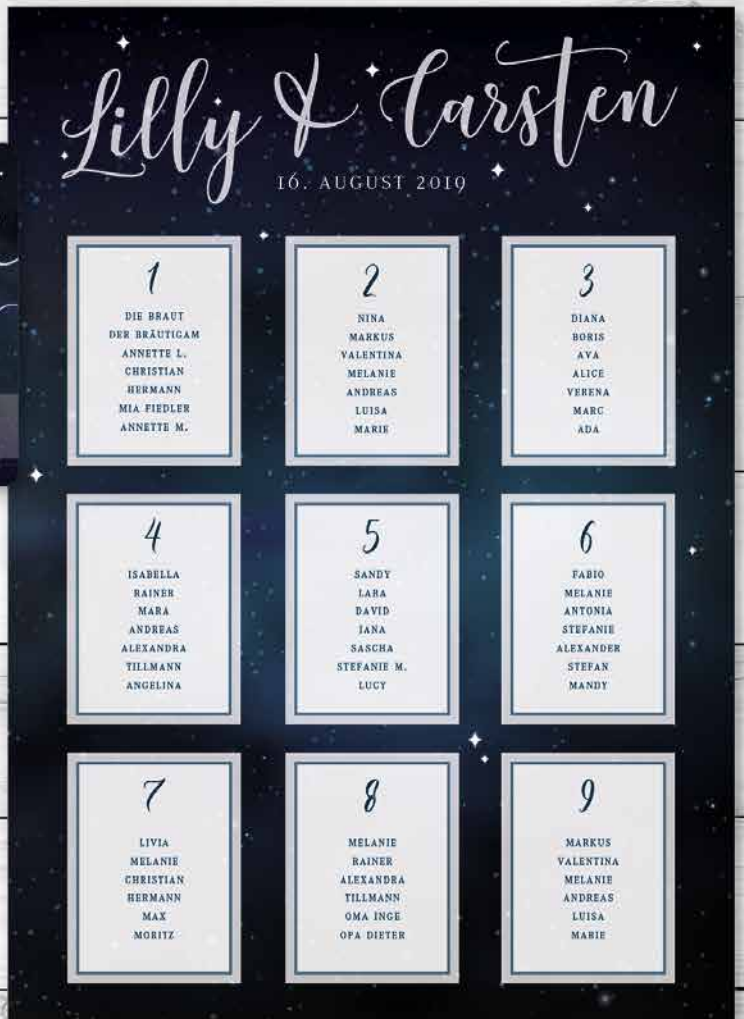 Lilly & Carsten
16. AUGUST 2019
1
DIE BRAUT
DER BRÄUTIGAM
ANNETTE L.
CHRISTIAN
HERMANN
MIA FIEDLER
ANNETTE M.
2
NINA
MARKUS
VALENTINA
MELANIE
ANDREAS
LUISA
MARIE
3
DIANA
BORIS
AVA
ALICE
VERENA
MARC
ADA
4
ISABELLA
RAINER
MARA
ANDREAS
ALEXANDRA
TILLMANN
ANGELINA
5
SANDY
LARA
DAVID
JANA
SASCHA
STEFANIE M.
LUCY
6
FABIO
MELANIE
ANTONIA
STEFANIE
ALEXANDER
STEFAN
MANDY
7
LIVIA
MELANIE
CHRISTIAN
HERMANN
MAX
MORITZ
8
MELANIE
RAINER
ALEXANDRA
TILLMANN
OMA INGE
OPA DIETER
9
MARKUS
VALENTINA
MELANIE
ANDREAS
LUISA
MARIE